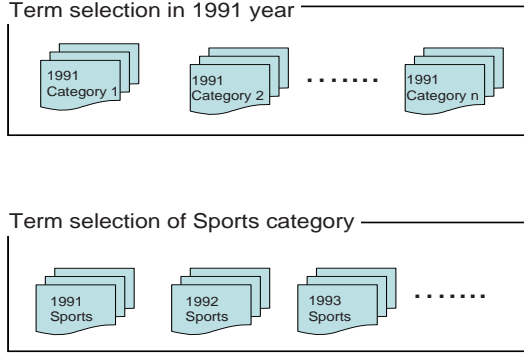 Term selection in 1991 year
1991
Category 1
1991
Category 2
.......
1991
Category n
Term selection of Sports category
1991
Sports
1992
Sports
1993
Sports
.......